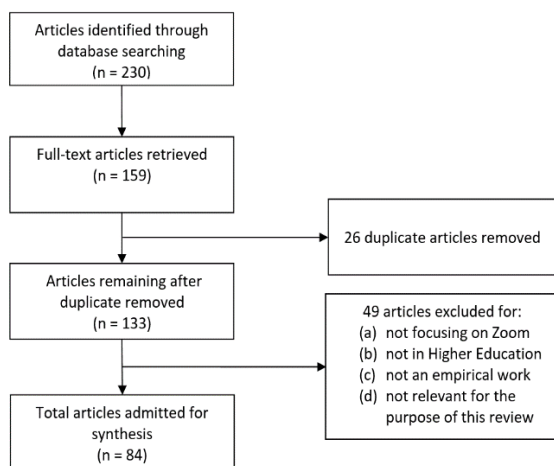 Articles identified through
database searching
(n = 230)
Full-text articles retrieved
(n = 159)
26 duplicate articles removed
Articles remaining after
duplicate removed
(n = 133)
49 articles excluded for:
(a) not focusing on Zoom
(b) not in Higher Education
(c) not an empirical work
(d) not relevant for the
purpose of this review
Total articles admitted for
synthesis
(n = 84)